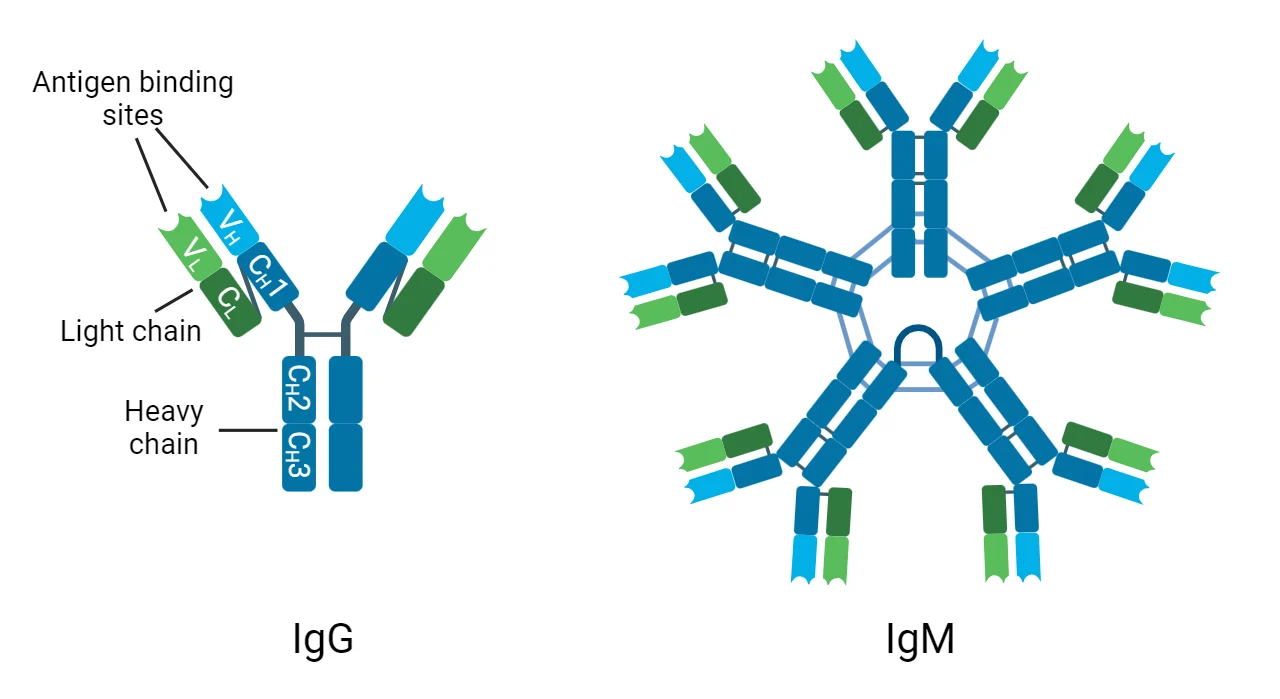 Antigen binding
sites
VH
CH1
VL
CL
Light chain
CH2
Heavy
chain
CH3
IgG
IgM